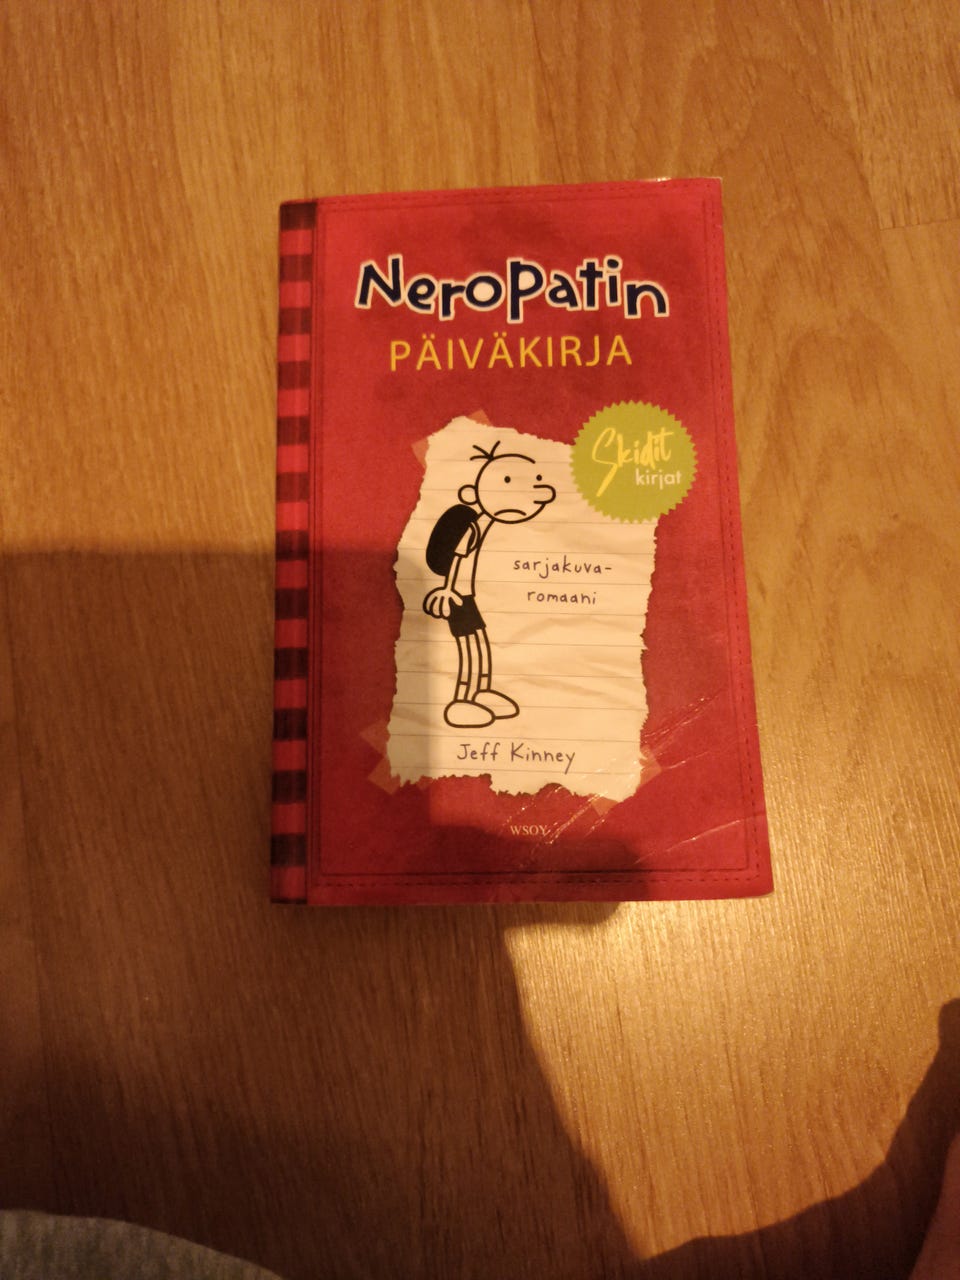 Neropatin
PÄIVÄKIRJA
Skidit
kirjat
sarjakuva-
romaani
Jeff Kinney
WSOY